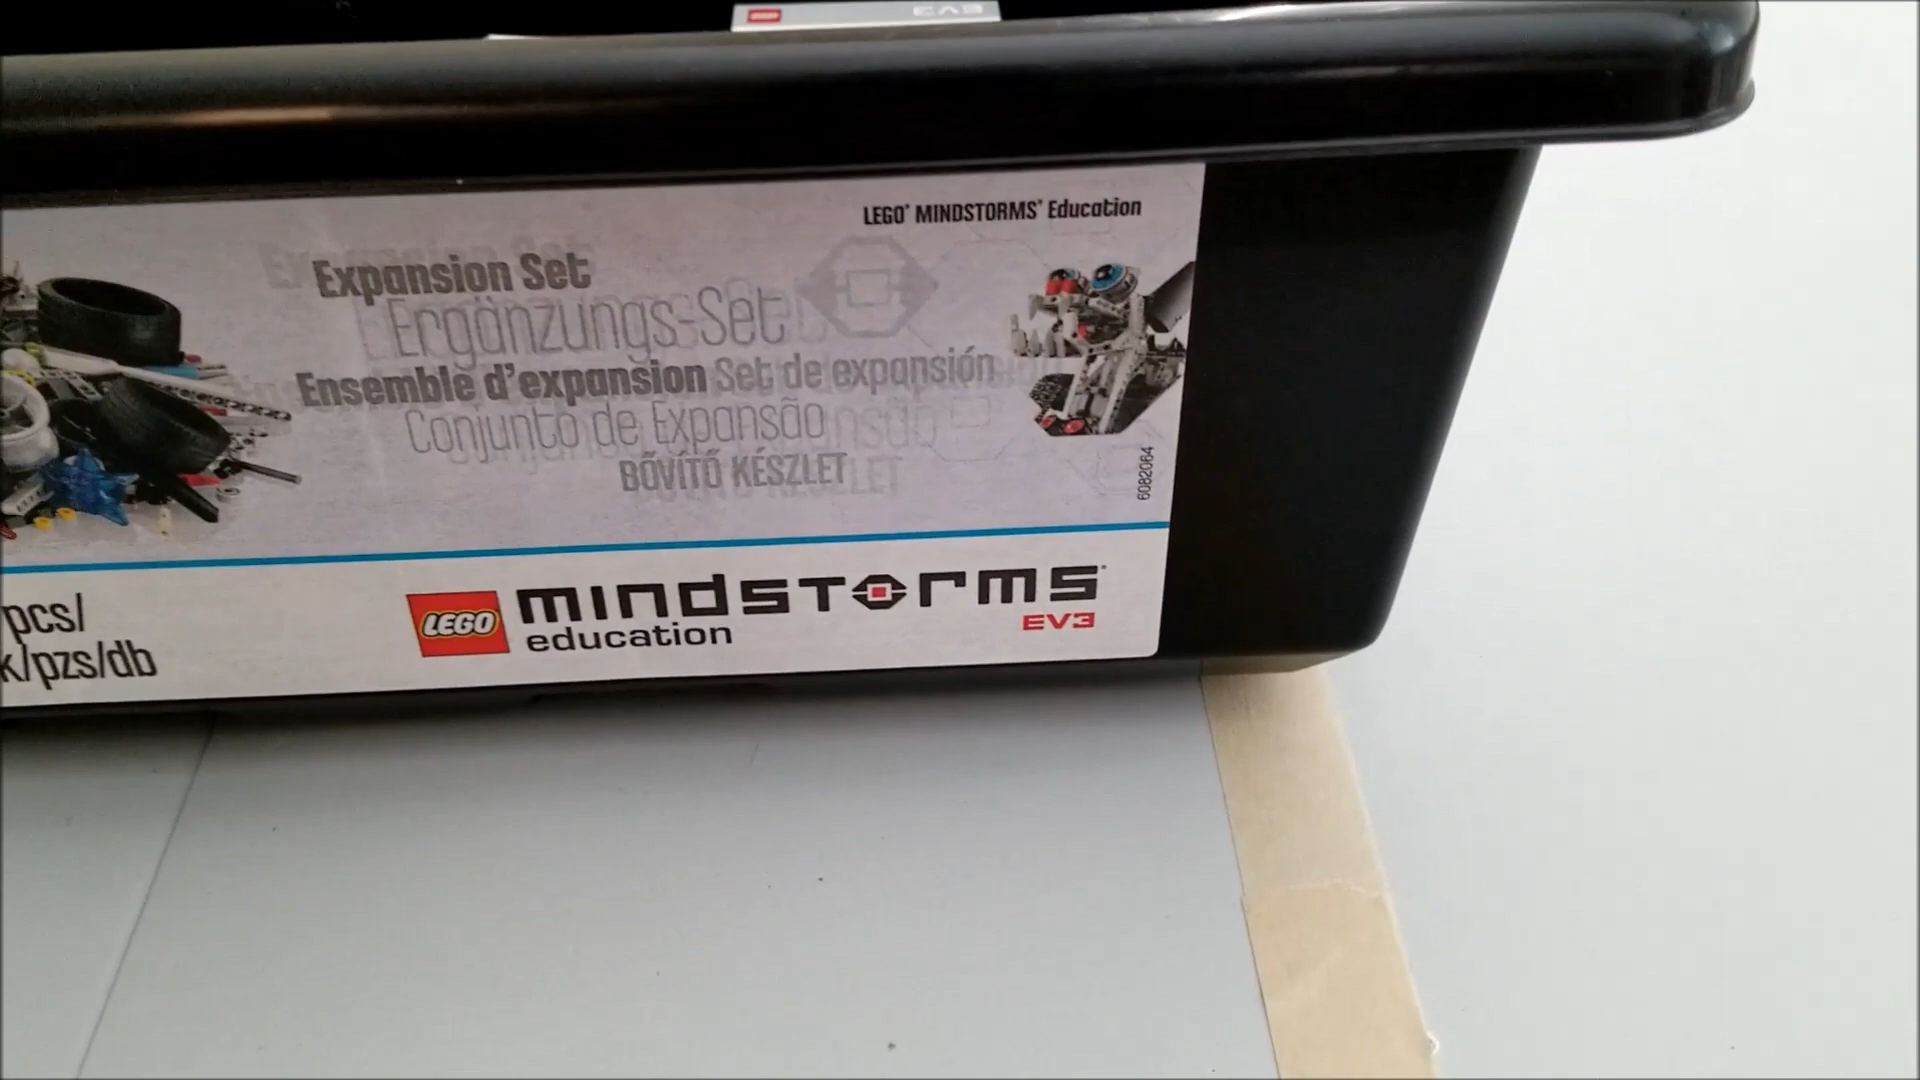 EV3
LEGO® MINDSTORMS® Education
Expansion Set
Ergänzungs-Set
Ensemble d'expansion Set de expansión
Conjunto de Expansão
BŐVÍTŐ KÉSZLET
6082064
pcs/
k/pzs/db
LEGO mindstorms®
education
EV3